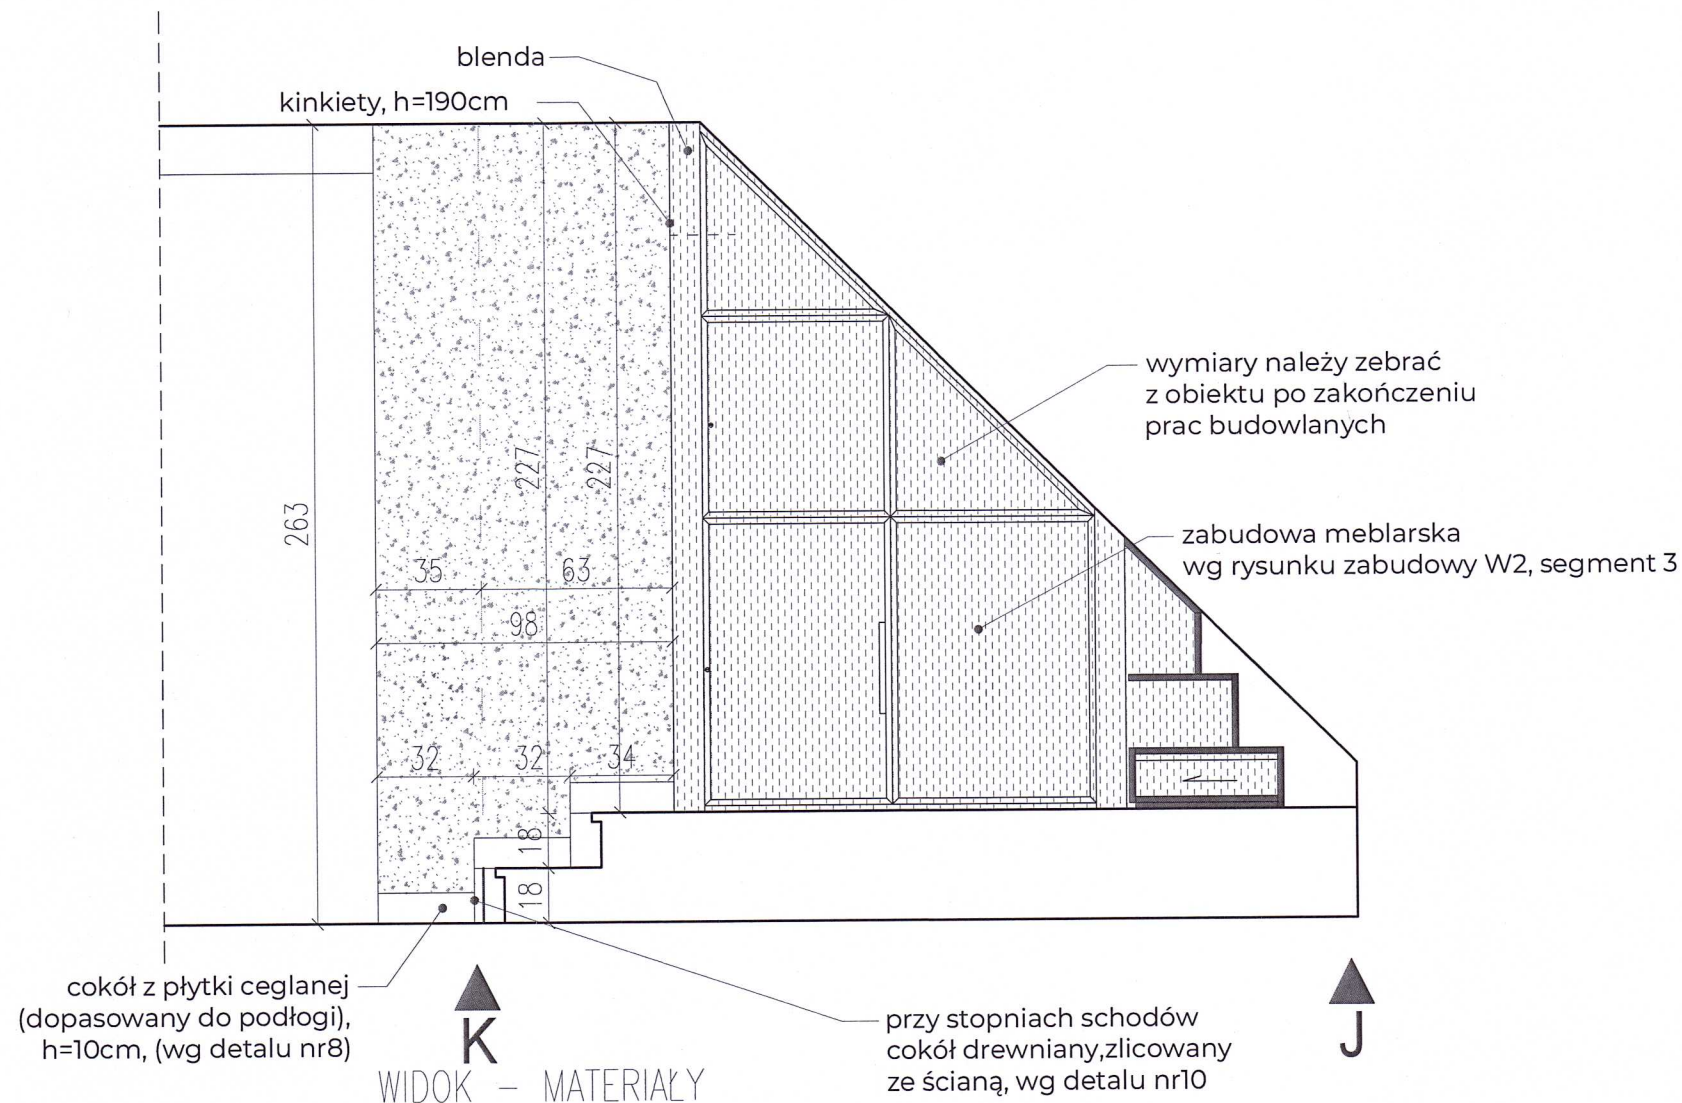 blenda
kinkiety, h=190cm
wymiary należy zebrać
z obiektu po zakończeniu
prac budowlanych
227
227
263
zabudowa meblarska
wg rysunku zabudowy W2, segment 3
35
63
98
32
32
34
18
18
cokół z płytki ceglanej
(dopasowany do podłogi),
h=10cm, (wg detalu nr8)
K
J
przy stopniach schodów
cokół drewniany,zlicowany
ze ścianą, wg detalu nr10
WIDOK – MATERIAŁY